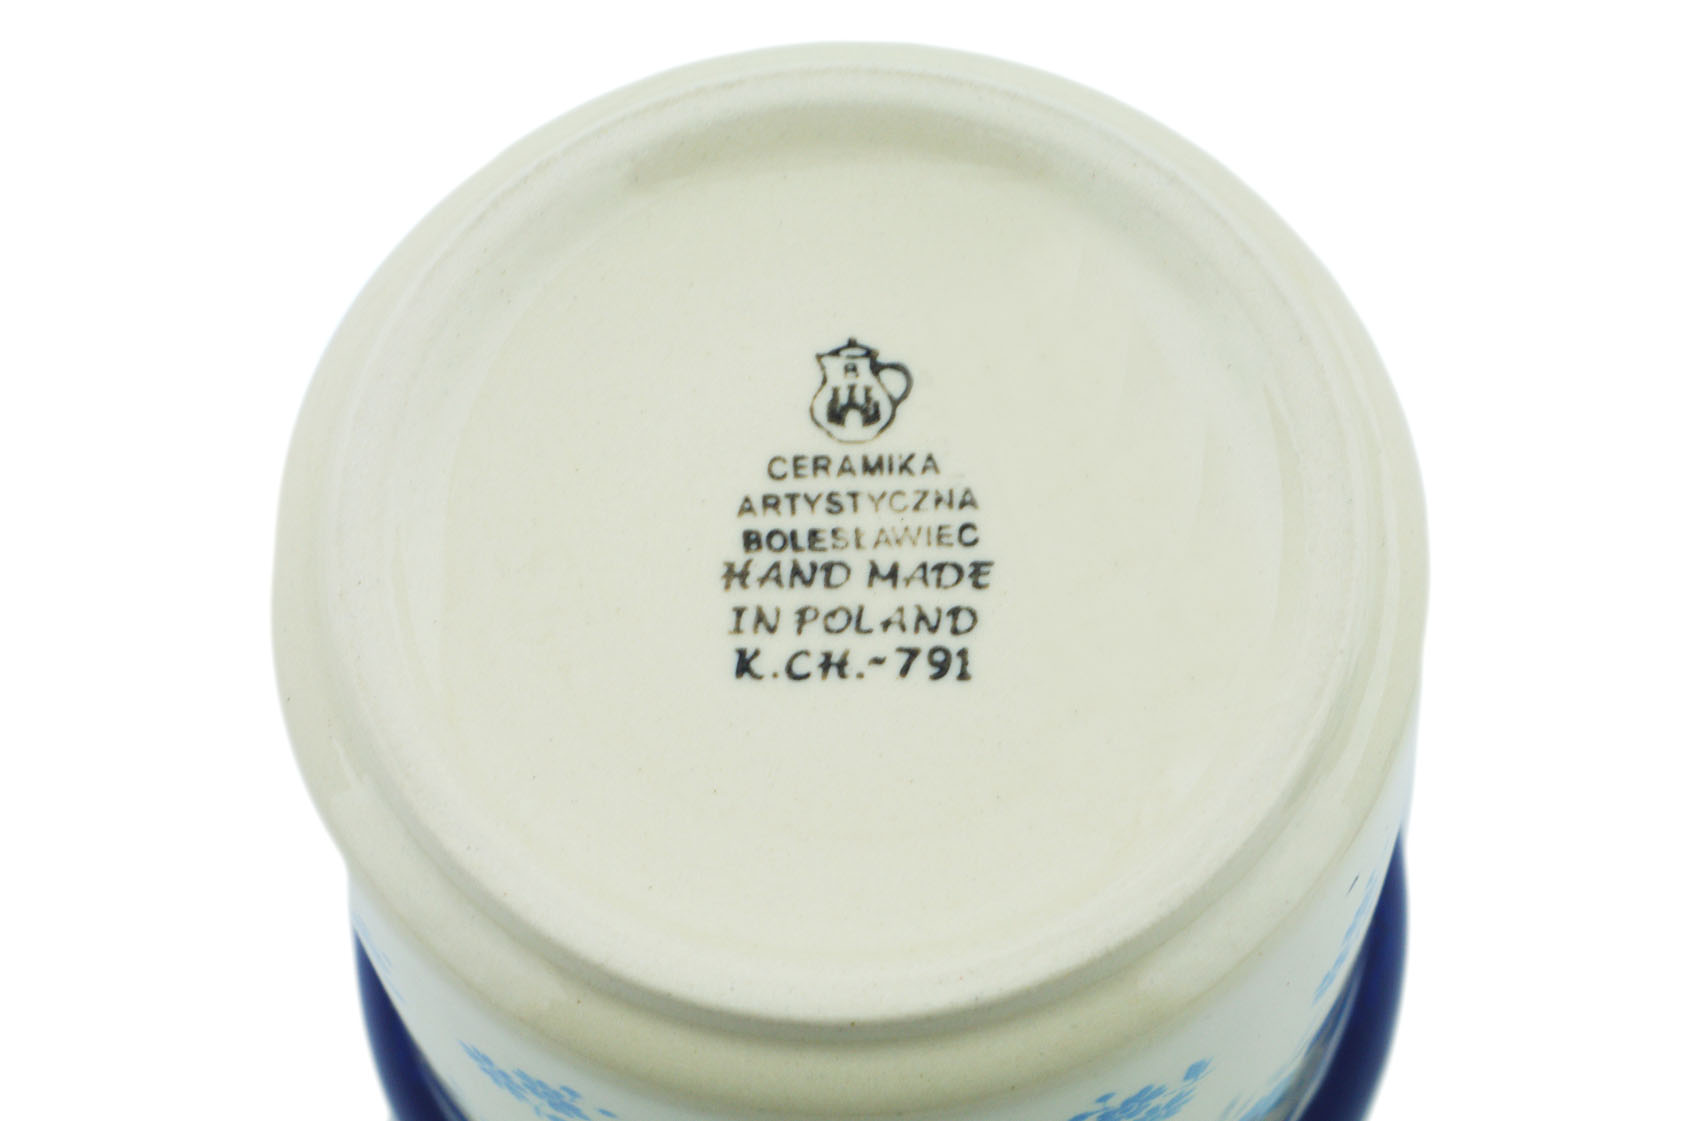 B
CERAMIKA
ARTYSTYCZNA
BOLESŁAWIEC
HAND MADE
IN POLAND
K.CH.-791